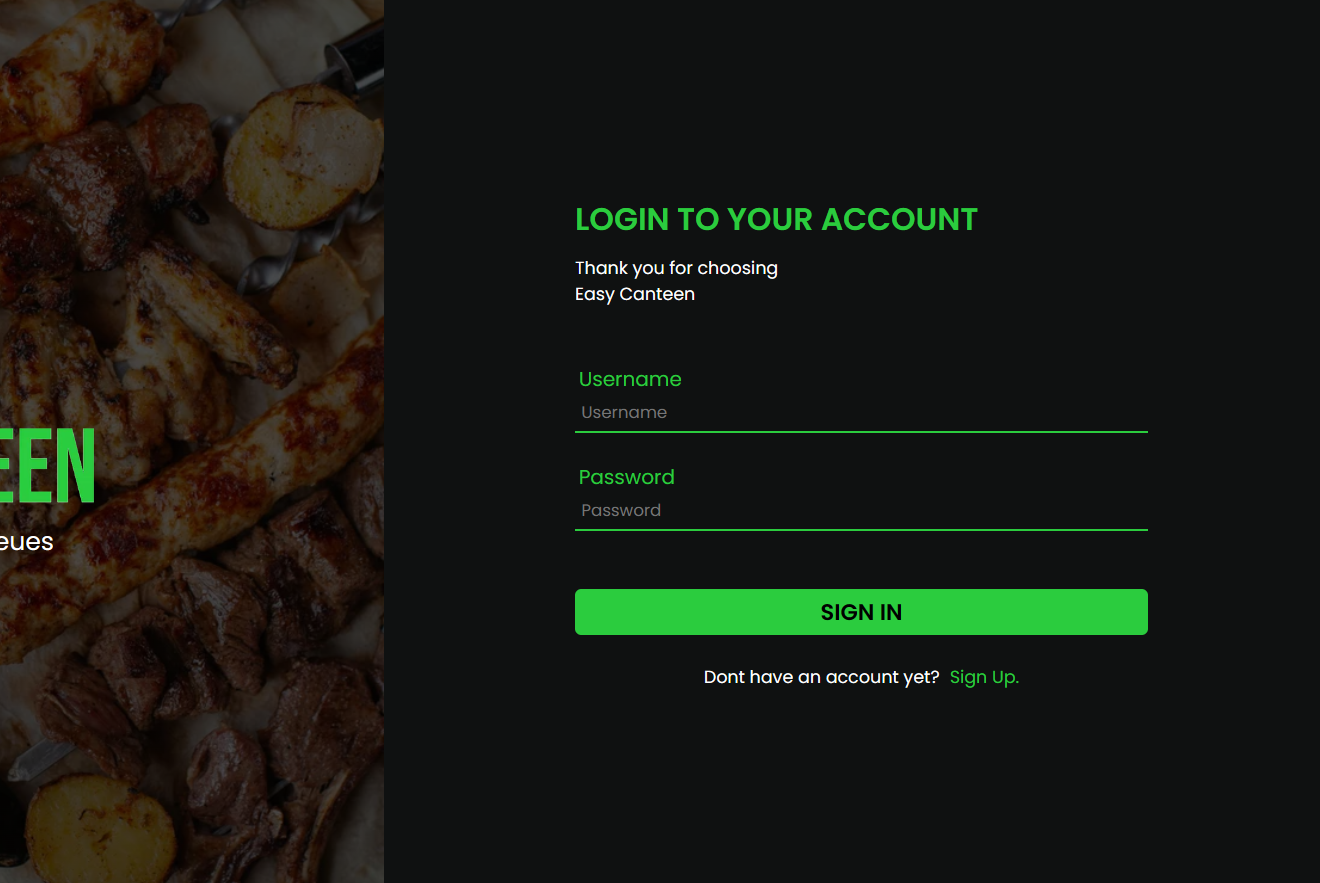 EEN
eues
LOGIN TO YOUR ACCOUNT
Thank you for choosing
Easy Canteen
Username
Username
Password
Password
SIGN IN
Dont have an account yet? Sign Up.